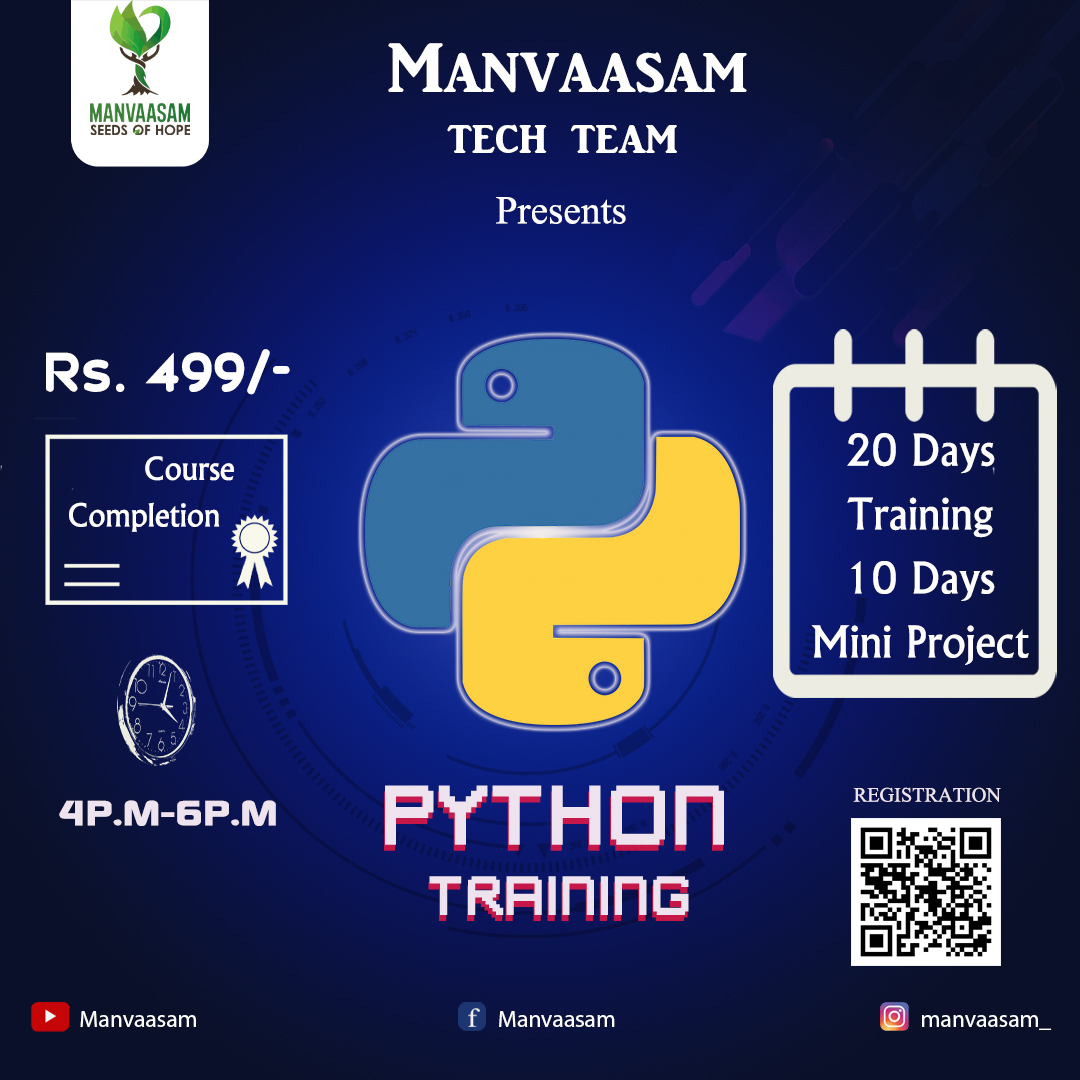 MANVAASAM
SEEDS OF HOPE
MANVAASAM
TECH TEAM
Presents
Rs. 499/-
Course
Completion
20 Days
Training
10 Days
Mini Project
4P.M-6P.M
PYTHON
TRAINING
REGISTRATION
Manvaasam
Manvaasam
manvaasam_